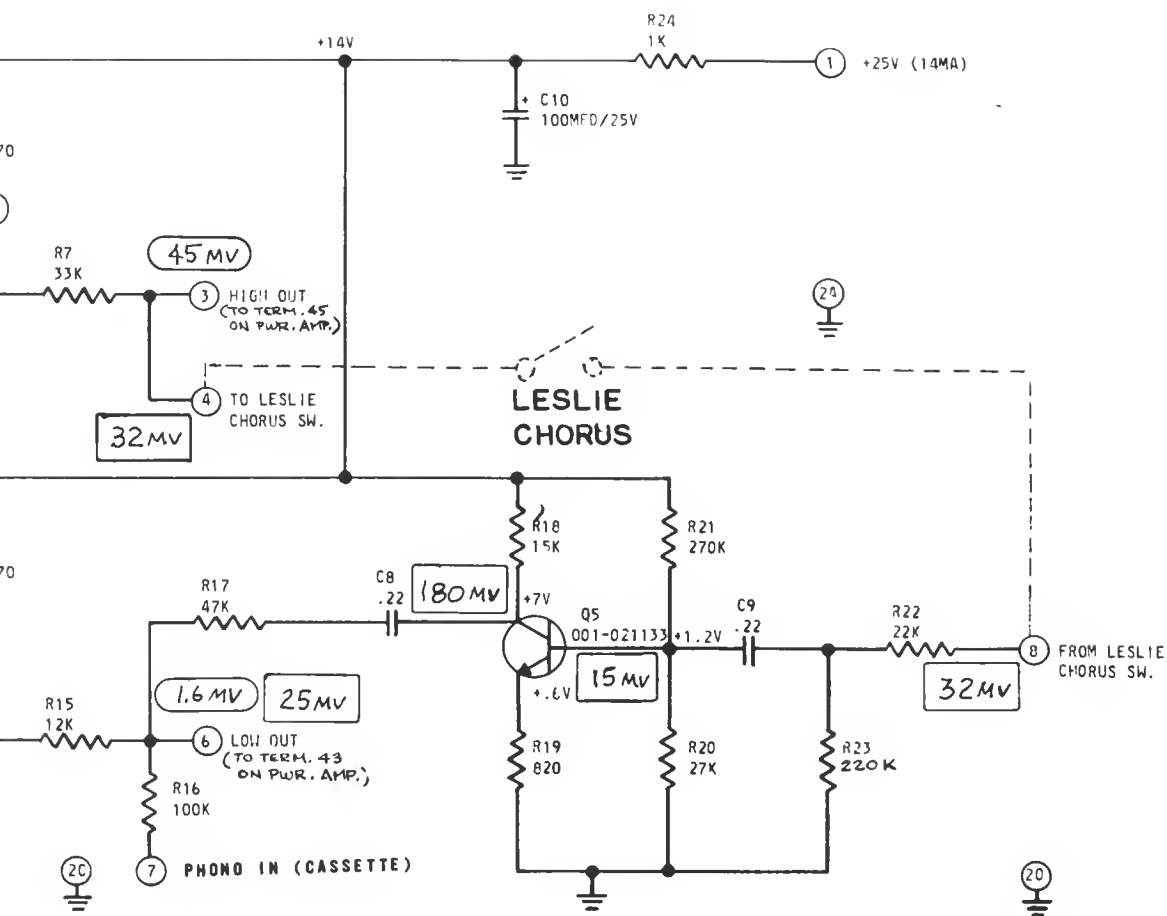 R24
1K
+14V
1
+25V (14MA)
+ C10
100MFD/25V
70
R7
33K
45 MV
3
HIGH OUT
(TO TERM. 45
ON PWR. AMP.)
2A
4
TO LESLIE
CHORUS SW.
32 MV
LESLIE
CHORUS
R18
15K
R21
270K
70
R17
47K
C8
.22
180 MV
+7V
Q5
001-021133
+1.2V
C9
.22
R22
22K
8
FROM LESLIE
CHORUS SW.
15 MV
32 MV
+.6V
1.6 MV
25 MV
R15
12K
6
LOW OUT
(TO TERM. 43
ON PWR. AMP.)
R19
820
R20
27K
R23
220K
R16
100K
2C
7
PHONO IN (CASSETTE)
2D